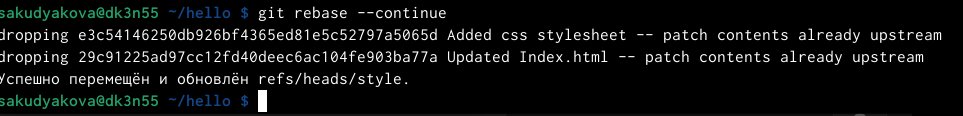 sakudyakova@dk3n55 ~/hello $ git rebase --continue
dropping e3c54146250db926bf4365ed81e5c52797a5065d Added css stylesheet -- patch contents already upstream
dropping 29c91225ad97cc12fd40deec6ac104fe903ba77a Updated Index.html -- patch contents already upstream
Успешно перемещён и обновлён refs/heads/style.
sakudyakova@dk3n55 ~/hello $